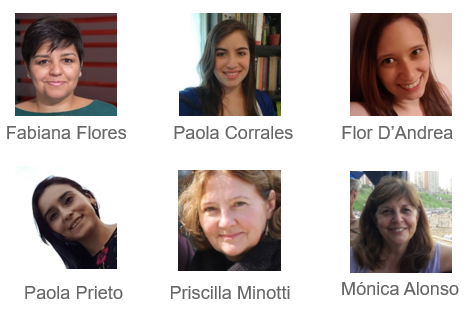 Fabiana Flores
Paola Corrales
Flor D'Andrea
Paola Prieto
Priscilla Minotti
Mónica Alonso